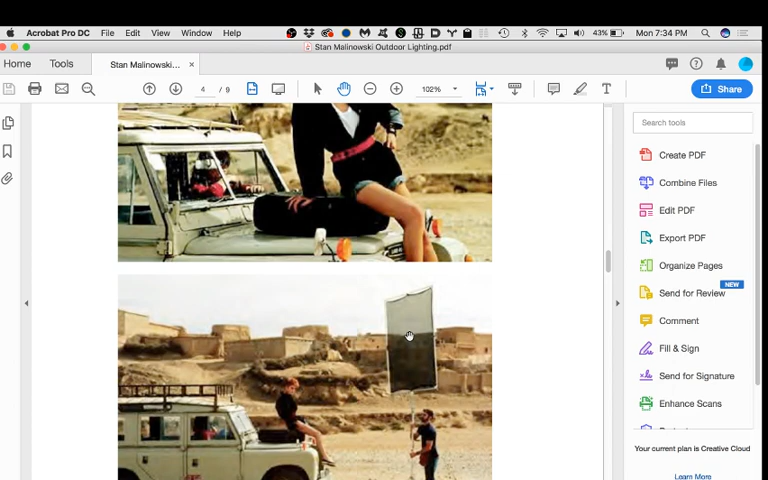 Acrobat Pro DC File Edit View Window Help 43% Mon 7:34 PM
Stan Malinowski Outdoor Lighting.pdf
Home Tools Stan Malinowski... ×
4 / 9 102% Share
Search tools
Create PDF
Combine Files
Edit PDF
Export PDF
Organize Pages
NEW
Send for Review
Comment
Fill & Sign
Send for Signature
Enhance Scans
Your current plan is Creative Cloud
Learn More